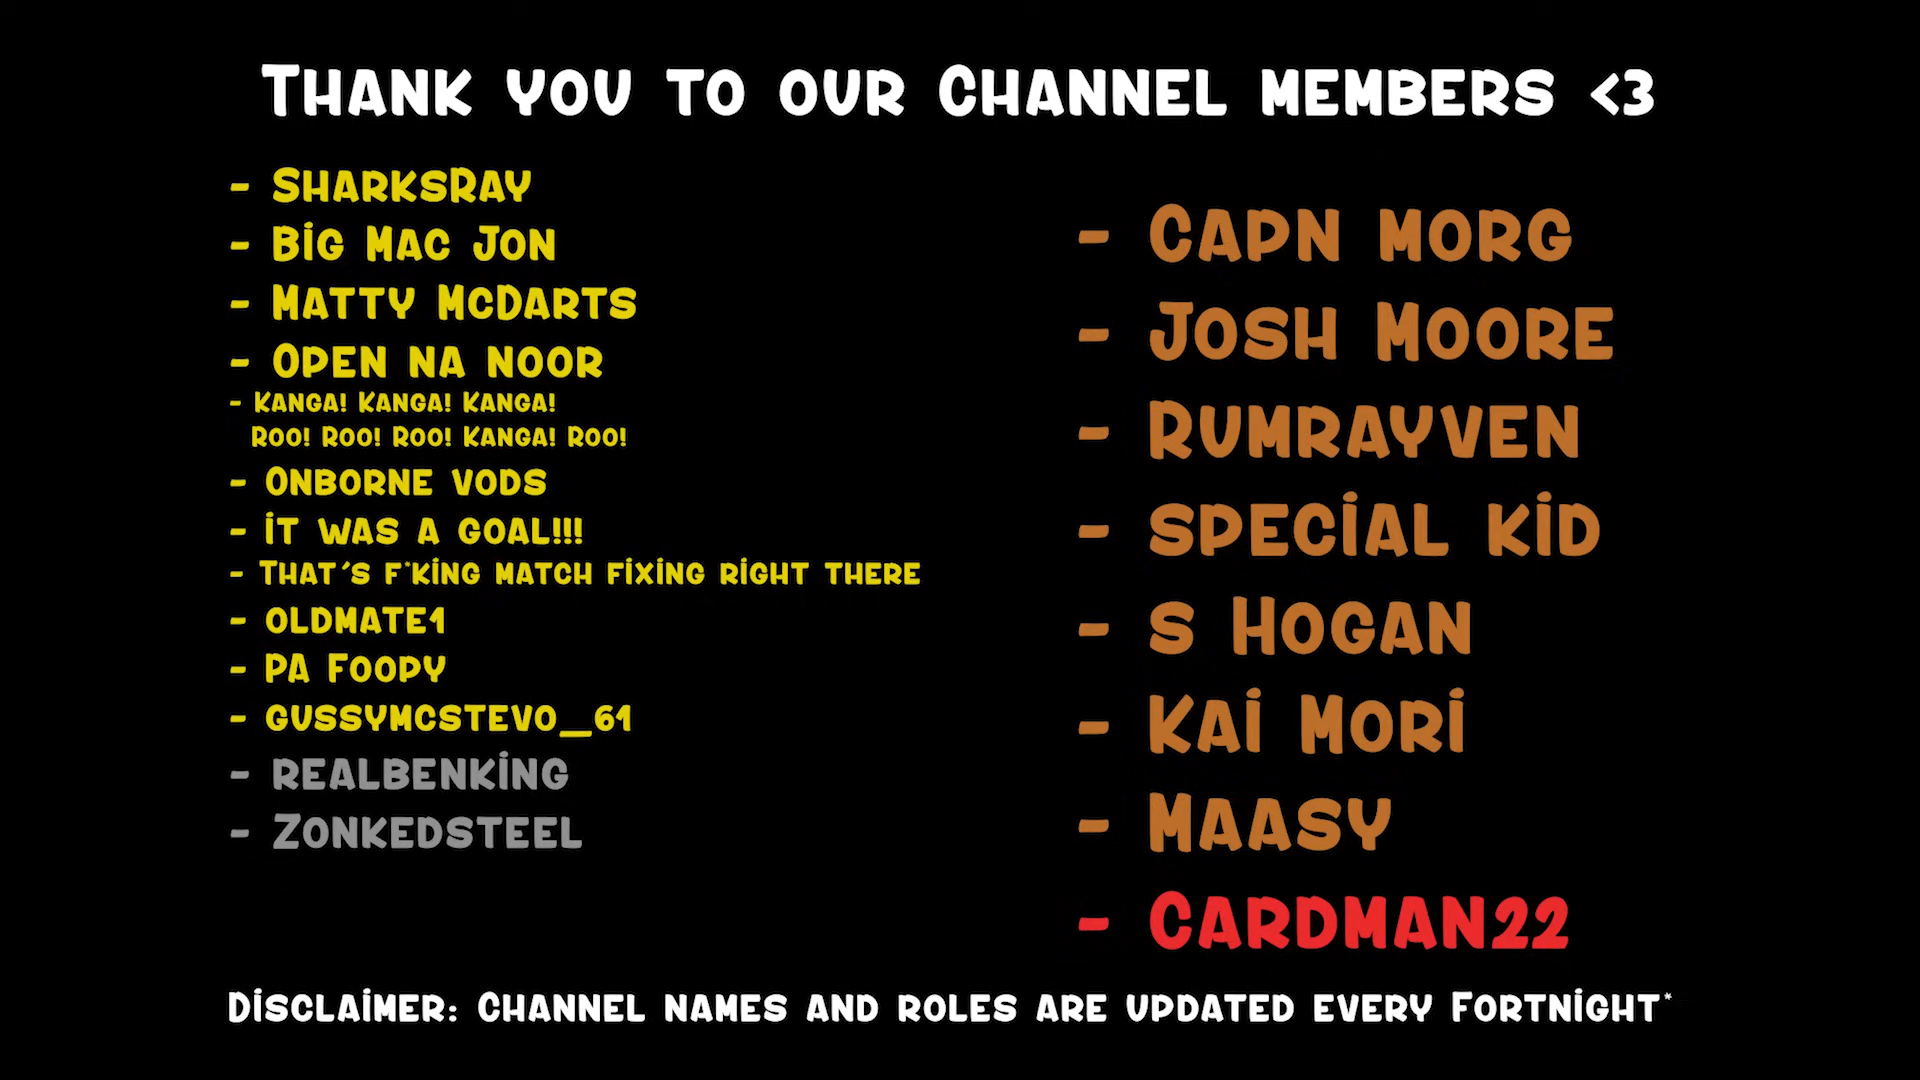 Thank you to our Channel members <3
- SharksRay
- Big Mac Jon
- Matty McDarts
- Open na noor
- Kanga! Kanga! Kanga!
Roo! Roo! Roo! Kanga! Roo!
- Onborne vods
- it was a goal!!!
- That's f*king match fixing right there
- oldmate1
- PA Foopy
- gussymcstevo_61
- realbenking
- Zonkedsteel
- Capn morg
- Josh Moore
- Rumrayven
- special kid
- s Hogan
- Kai Mori
- Maasy
- Cardman22
Disclaimer: Channel names and roles are updated every Fortnight*